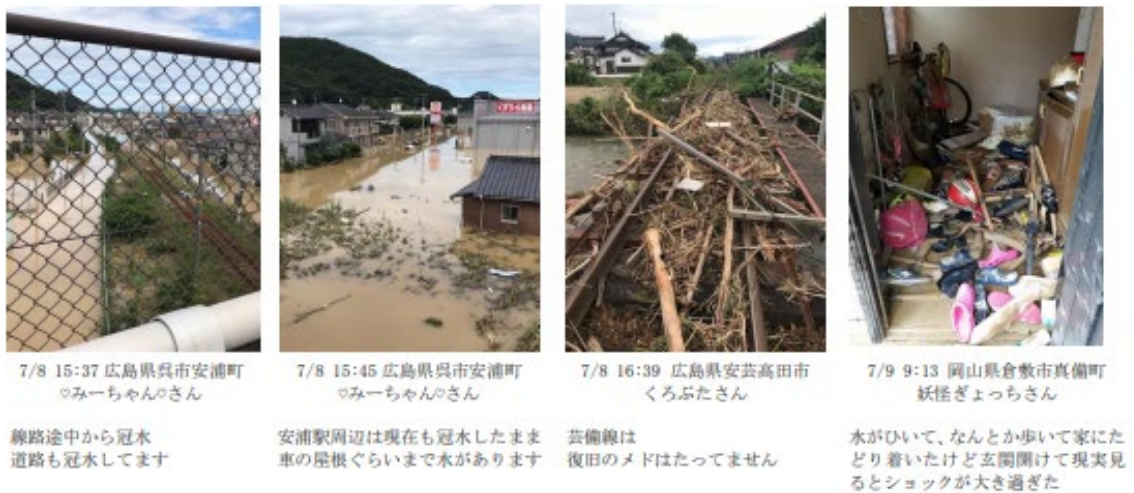 7/8 15:37 広島県呉市安浦町
♡みーちゃん♡さん
線路途中から冠水
道路も冠水してます
7/8 15:45 広島県呉市安浦町
♡みーちゃん♡さん
安浦駅周辺は現在も冠水したまま
車の屋根ぐらいまで水があります
7/8 16:39 広島県安芸高田市
くろぶたさん
芸備線は
復旧のメドはたってません
7/9 9:13 岡山県倉敷市真備町
妖怪ぎょっちさん
水がひいて、なんとか歩いて家にた
どり着いたけど玄関開けて現実見
るとショックが大き過ぎた